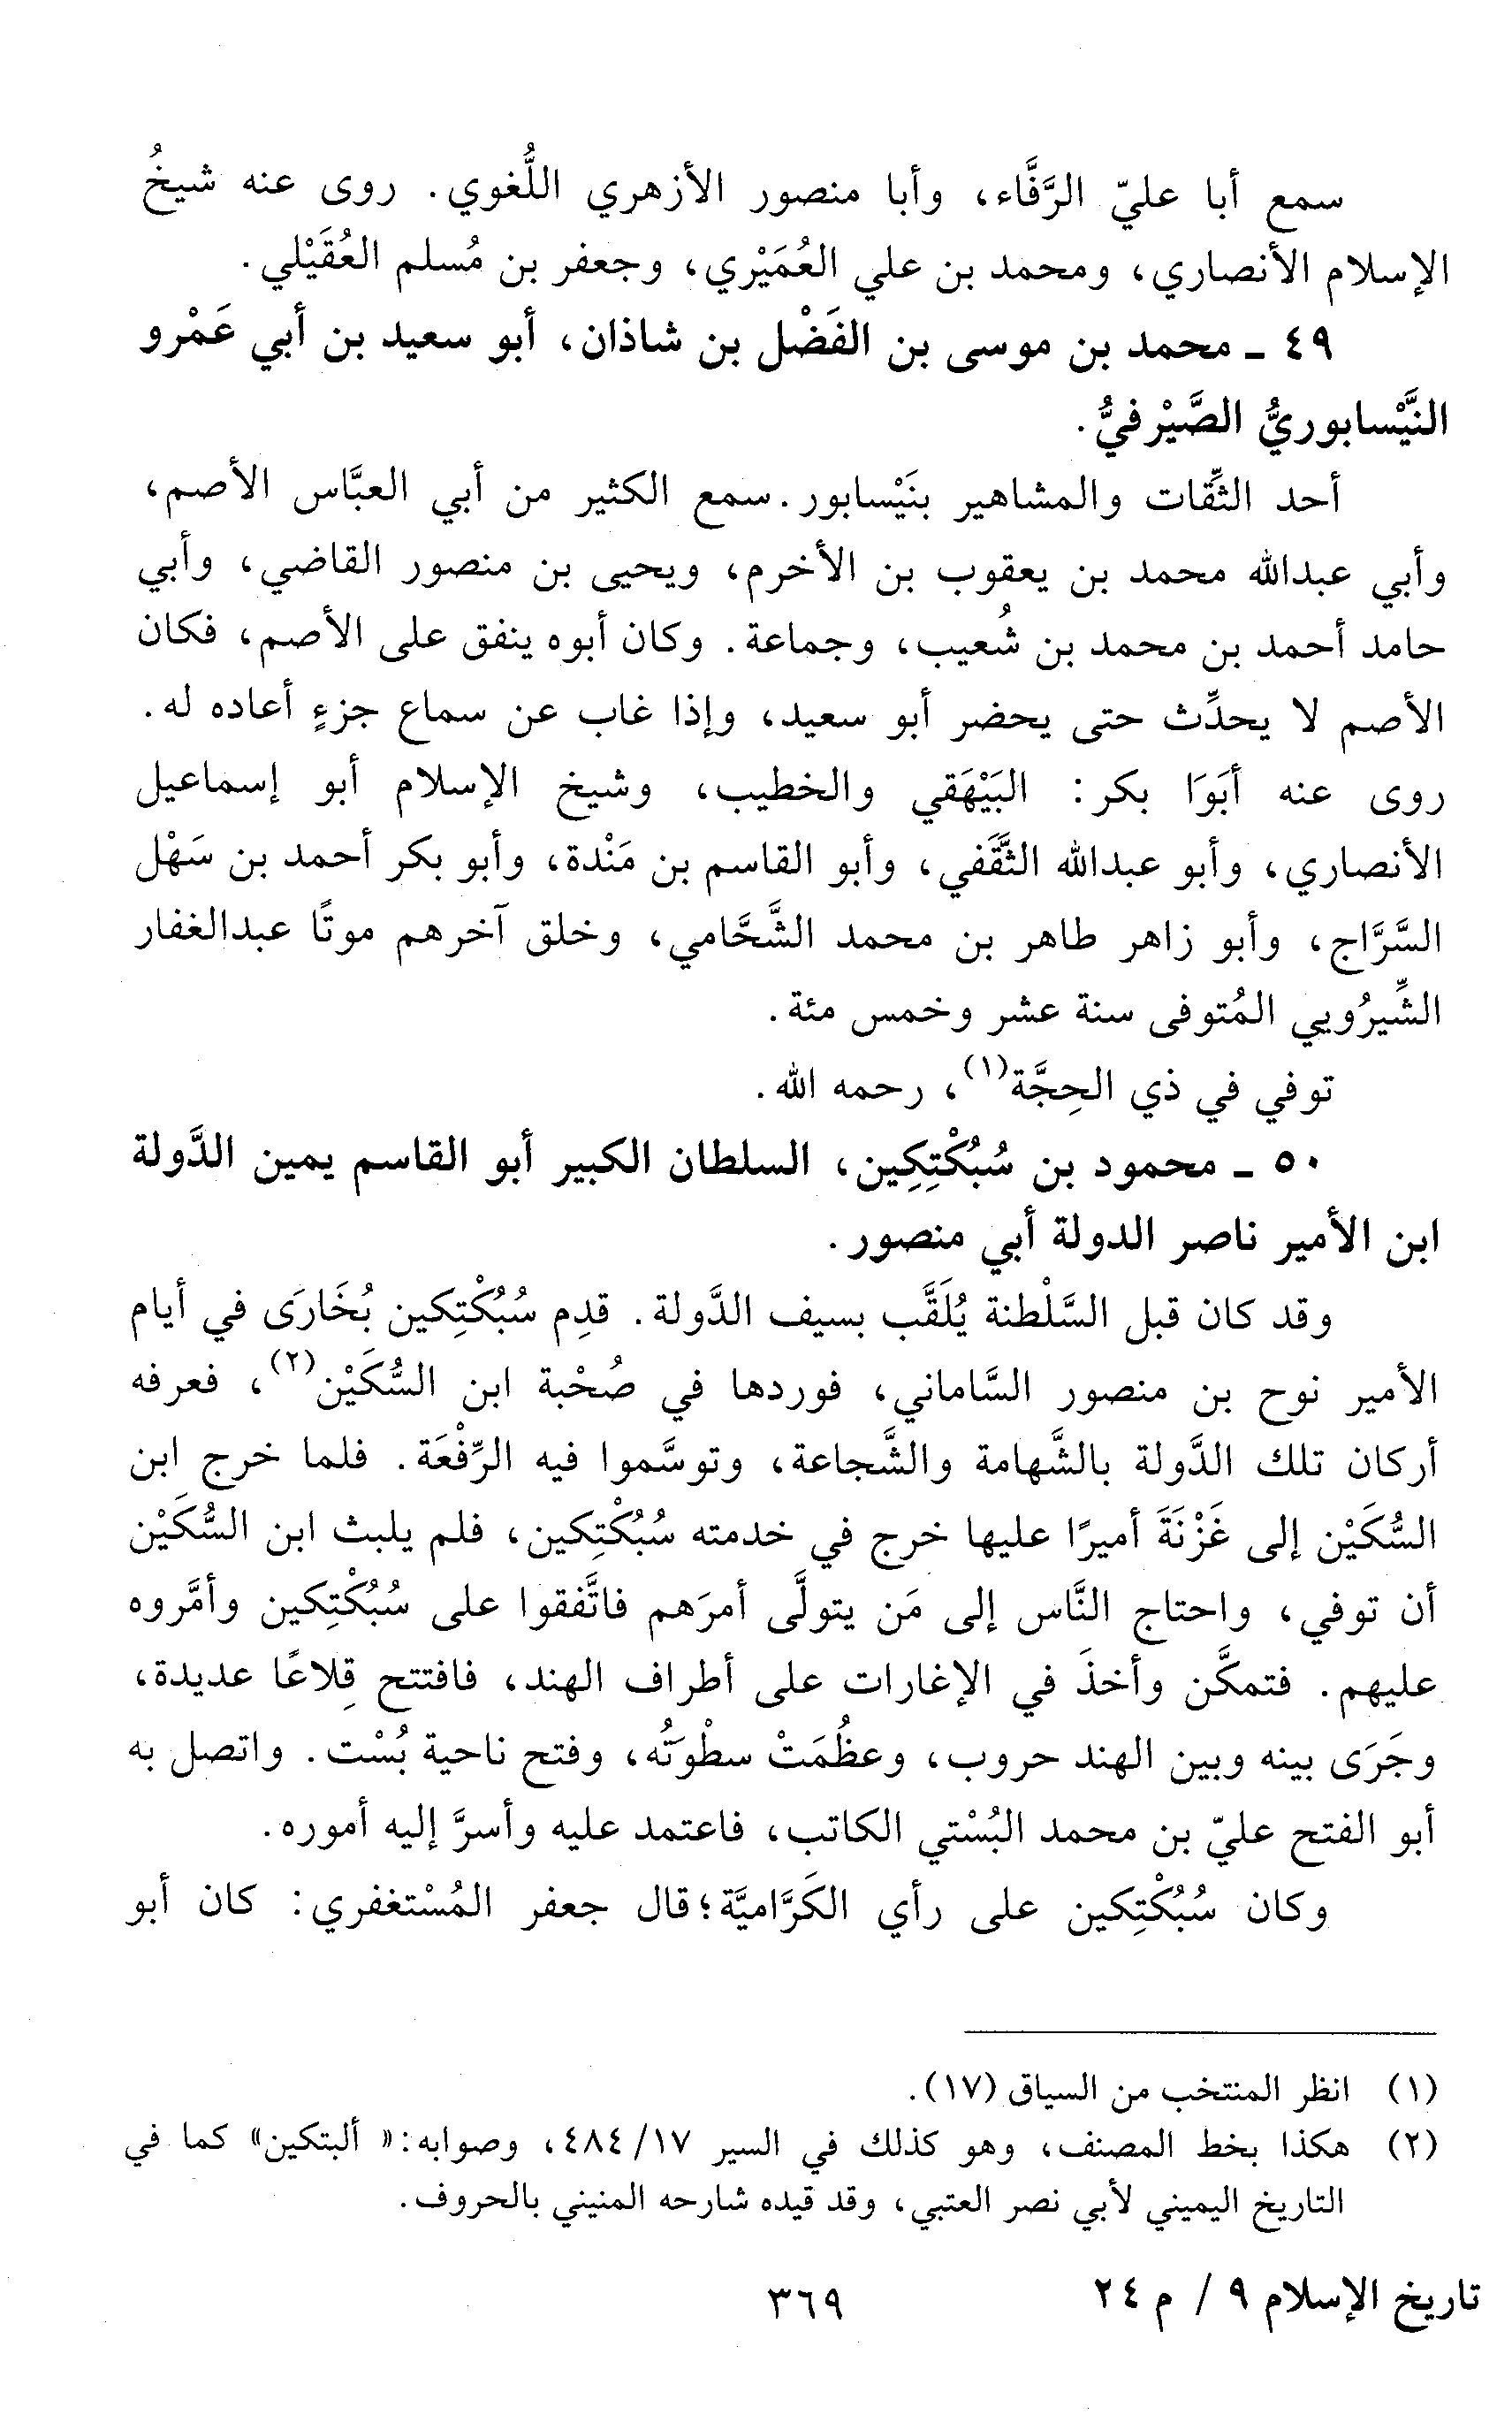 سمع أبا عليّ الرَّفَّاء، وأبا منصور الأزهري اللُّغوي. روى عنه شيخُ
الإسلام الأنصاري، ومحمد بن علي العُمَيْري، وجعفر بن مُسلم العُقَيْلي.
٤٩ ـ محمد بن موسى بن الفَضْل بن شاذان، أبو سعيد بن أبي عَمْرو
النَّيْسابوريُّ الصَّيْرفيُّ.
أحد الثِّقات والمشاهير بنَيْسابور. سمع الكثير من أبي العبَّاس الأصم،
وأبي عبدالله محمد بن يعقوب بن الأخرم، ويحيى بن منصور القاضي، وأبي
حامد أحمد بن محمد بن شُعيب، وجماعة. وكان أبوه ينفق على الأصم، فكان
الأصم لا يحدِّث حتى يحضر أبو سعيد، وإذا غاب عن سماع جزءٍ أعاده له.
روى عنه أبَوَا بكر: البَيْهَقي والخطيب، وشيخ الإسلام أبو إسماعيل
الأنصاري، وأبو عبدالله الثَّقَفي، وأبو القاسم بن مَنْدة، وأبو بكر أحمد بن سَهْل
السَّرَّاج، وأبو زاهر طاهر بن محمد الشَّحَّامي، وخلق آخرهم موتًا عبدالغفار
الشِّيرُويي المُتوفى سنة عشر وخمس مئة.
توفي في ذي الحِجَّة(١)، رحمه الله.
٥٠ ـ محمود بن سُبُكْتِكِين، السلطان الكبير أبو القاسم يمين الدَّولة
ابن الأمير ناصر الدولة أبي منصور.
وقد كان قبل السَّلْطنة يُلَقَّب بسيف الدَّولة. قدِم سُبُكْتِكين بُخَارَى في أيام
الأمير نوح بن منصور السَّاماني، فوردها في صُحْبة ابن السُّكَيْن(٢)، فعرفه
أركان تلك الدَّولة بالشَّهامة والشَّجاعة، وتوسَّموا فيه الرِّفْعَة. فلما خرج ابن
السُّكَيْن إلى غَزْنَةَ أميرًا عليها خرج في خدمته سُبُكْتِكين، فلم يلبث ابن السُّكَيْن
أن توفي، واحتاج النَّاس إلى مَن يتولَّى أمرَهم فاتَّفقوا على سُبُكْتِكين وأمَّروه
عليهم. فتمكَّن وأخذَ في الإغارات على أطراف الهند، فافتتح قِلاعًا عديدة،
وجَرَى بينه وبين الهند حروب، وعظُمَتْ سطْوَتُه، وفتح ناحية بُسْت. واتصل به
أبو الفتح عليّ بن محمد البُسْتي الكاتب، فاعتمد عليه وأسرَّ إليه أموره.
وكان سُبُكْتِكين على رأي الكَرَّاميَّة؛ قال جعفر المُسْتغفري: كان أبو
(١) انظر المنتخب من السياق (١٧).
(٢) هكذا بخط المصنف، وهو كذلك في السير ١٧/ ٤٨٤، وصوابه: « ألبتكين» كما في
التاريخ اليميني لأبي نصر العتبي، وقد قيده شارحه المنيني بالحروف.
تاريخ الإسلام ٩ / م ٢٤
٣٦٩